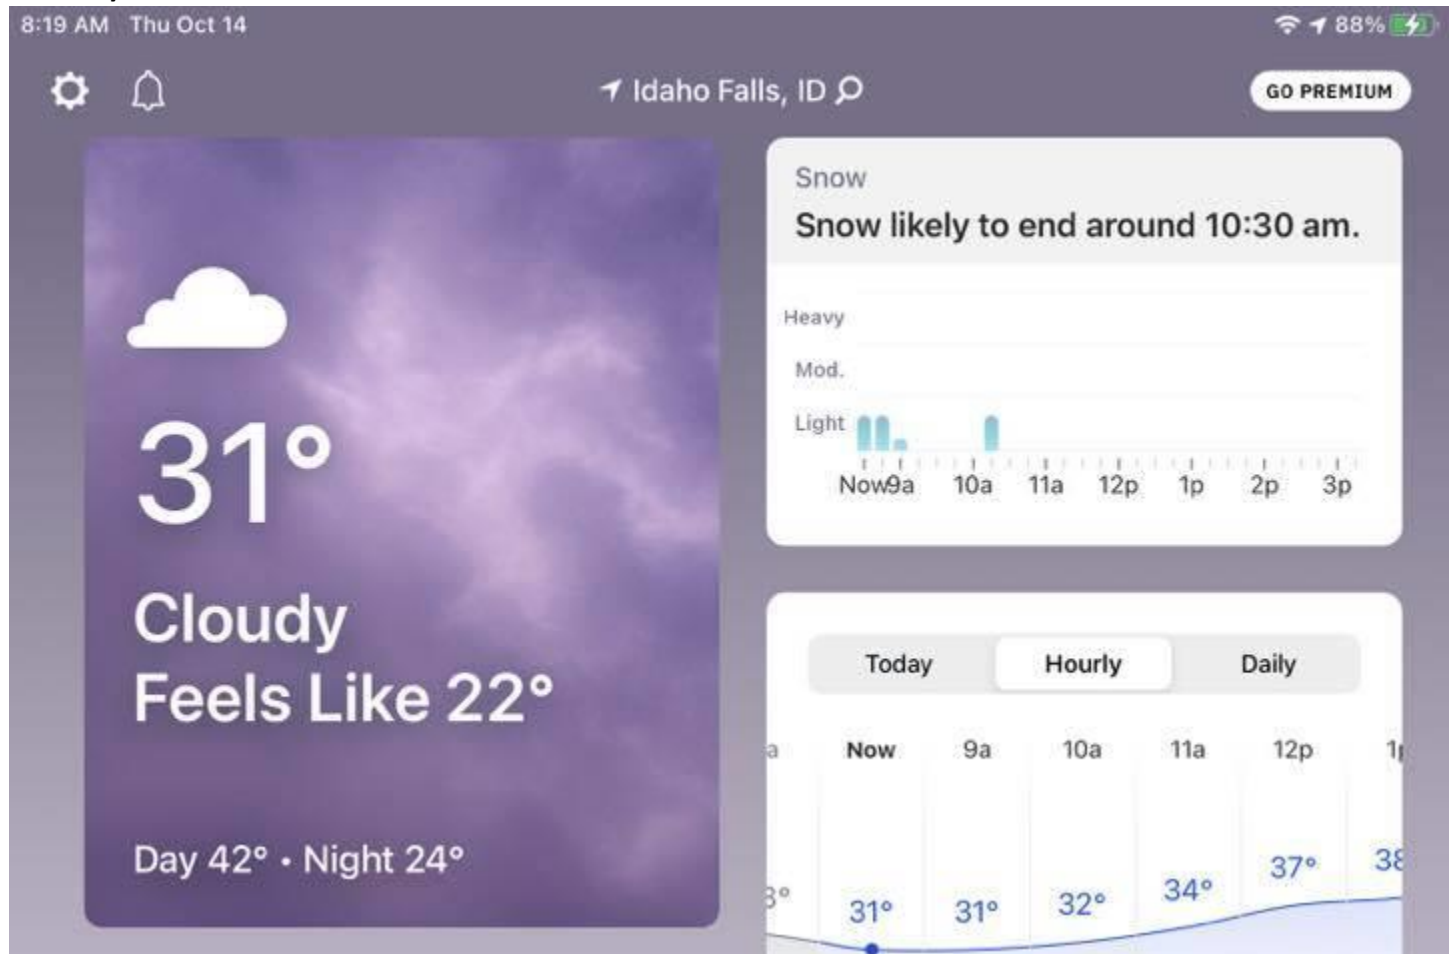 8:19 AM Thu Oct 14
88%
Idaho Falls, ID
GO PREMIUM
31°
Cloudy
Feels Like 22°
Day 42° • Night 24°
Snow
Snow likely to end around 10:30 am.
Heavy
Mod.
Light
Now 9a 10a 11a 12p 1p 2p 3p
Today Hourly Daily
Now 9a 10a 11a 12p
31° 31° 32° 34° 37° 38